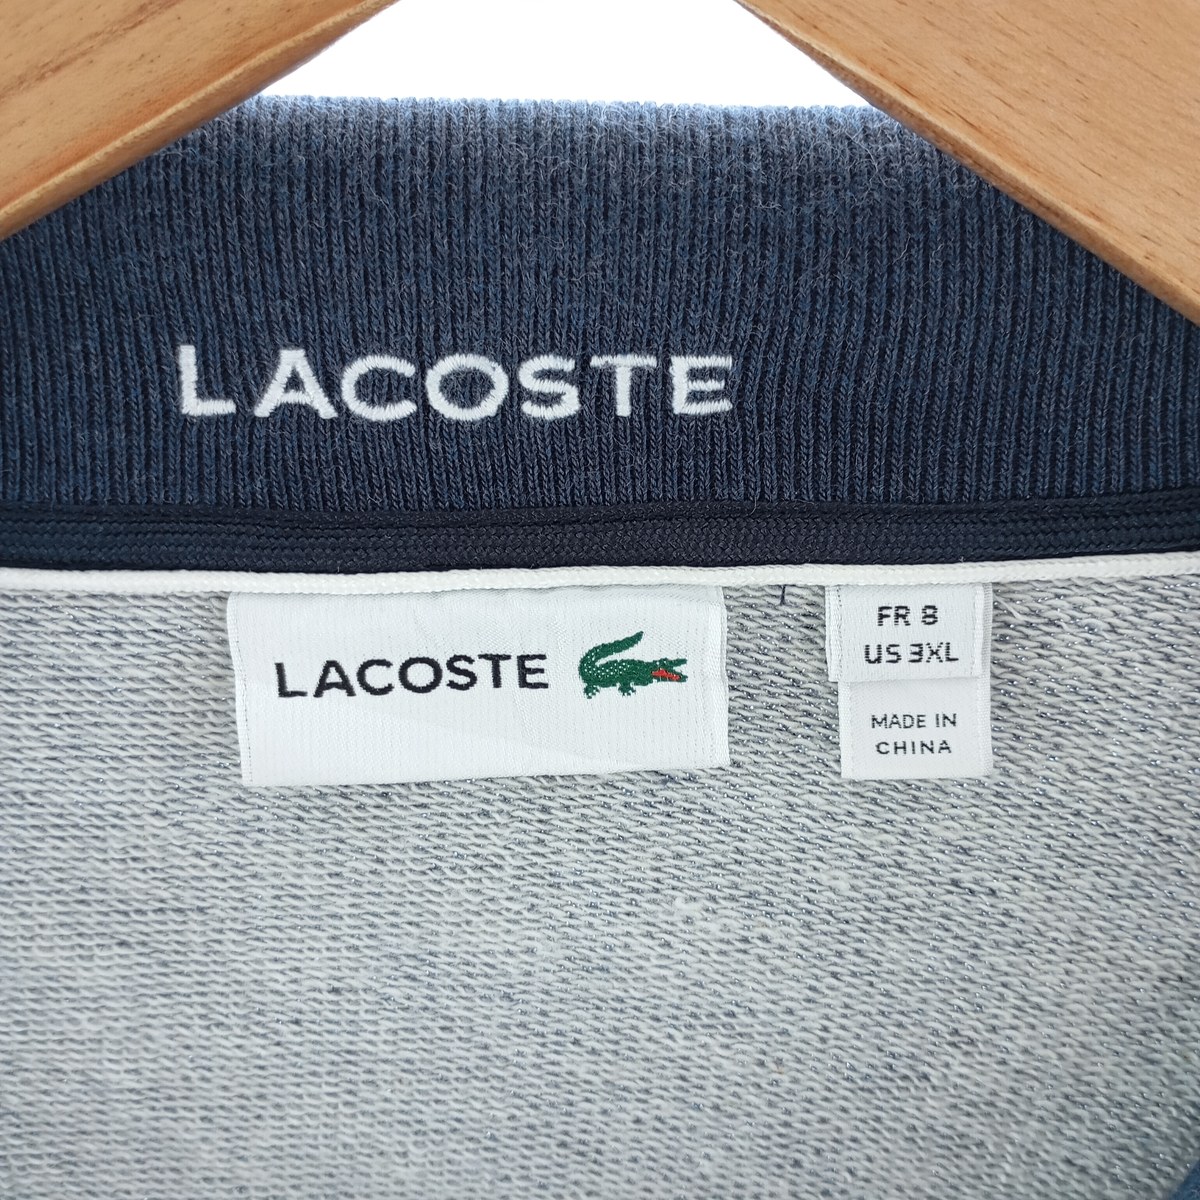 LACOSTE
LACOSTE
FR 8
US 3XL
MADE IN
CHINA